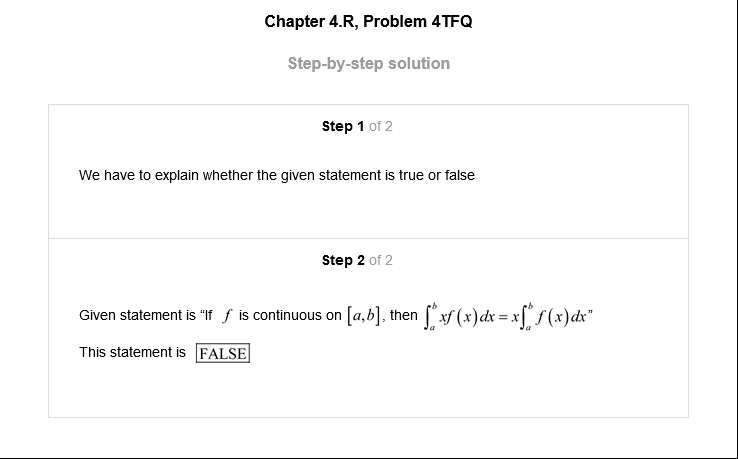 Chapter 4.R, Problem 4TFQ
Step-by-step solution
Step 1 of 2
We have to explain whether the given statement is true or false
Step 2 of 2
Given statement is “If f is continuous on [a,b], then ∫_a^b xf(x)dx = x∫_a^b f(x)dx”
This statement is FALSE